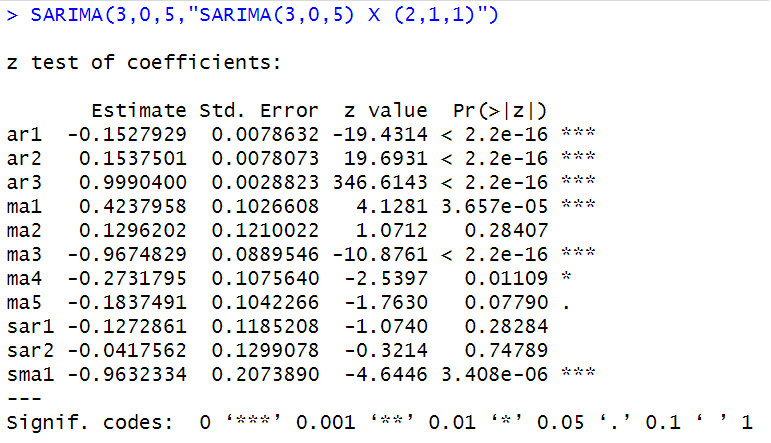 > SARIMA(3,0,5,"SARIMA(3,0,5) X (2,1,1)")
z test of coefficients:
Estimate Std. Error z value Pr(>|z|)
ar1 -0.1527929 0.0078632 -19.4314 < 2.2e-16 ***
ar2 0.1537501 0.0078073 19.6931 < 2.2e-16 ***
ar3 0.9990400 0.0028823 346.6143 < 2.2e-16 ***
ma1 0.4237958 0.1026608 4.1281 3.657e-05 ***
ma2 0.1296202 0.1210022 1.0712 0.28407
ma3 -0.9674829 0.0889546 -10.8761 < 2.2e-16 ***
ma4 -0.2731795 0.1075640 -2.5397 0.01109 *
ma5 -0.1837491 0.1042266 -1.7630 0.07790 .
sar1 -0.1272861 0.1185208 -1.0740 0.28284
sar2 -0.0417562 0.1299078 -0.3214 0.74789
sma1 -0.9632334 0.2073890 -4.6446 3.408e-06 ***
---
Signif. codes: 0 ‘***’ 0.001 ‘**’ 0.01 ‘*’ 0.05 ‘.’ 0.1 ‘ ’ 1